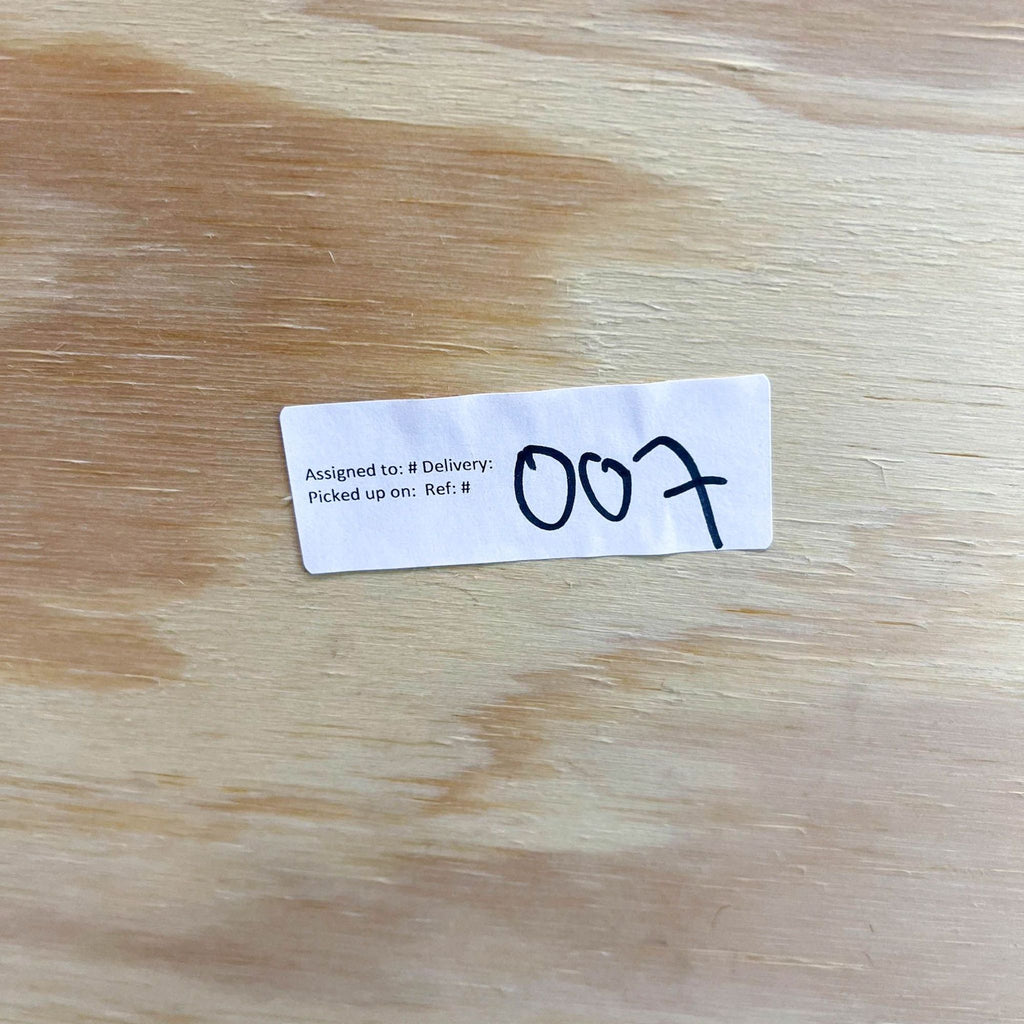 Assigned to: # Delivery:
Picked up on:  Ref: #
007